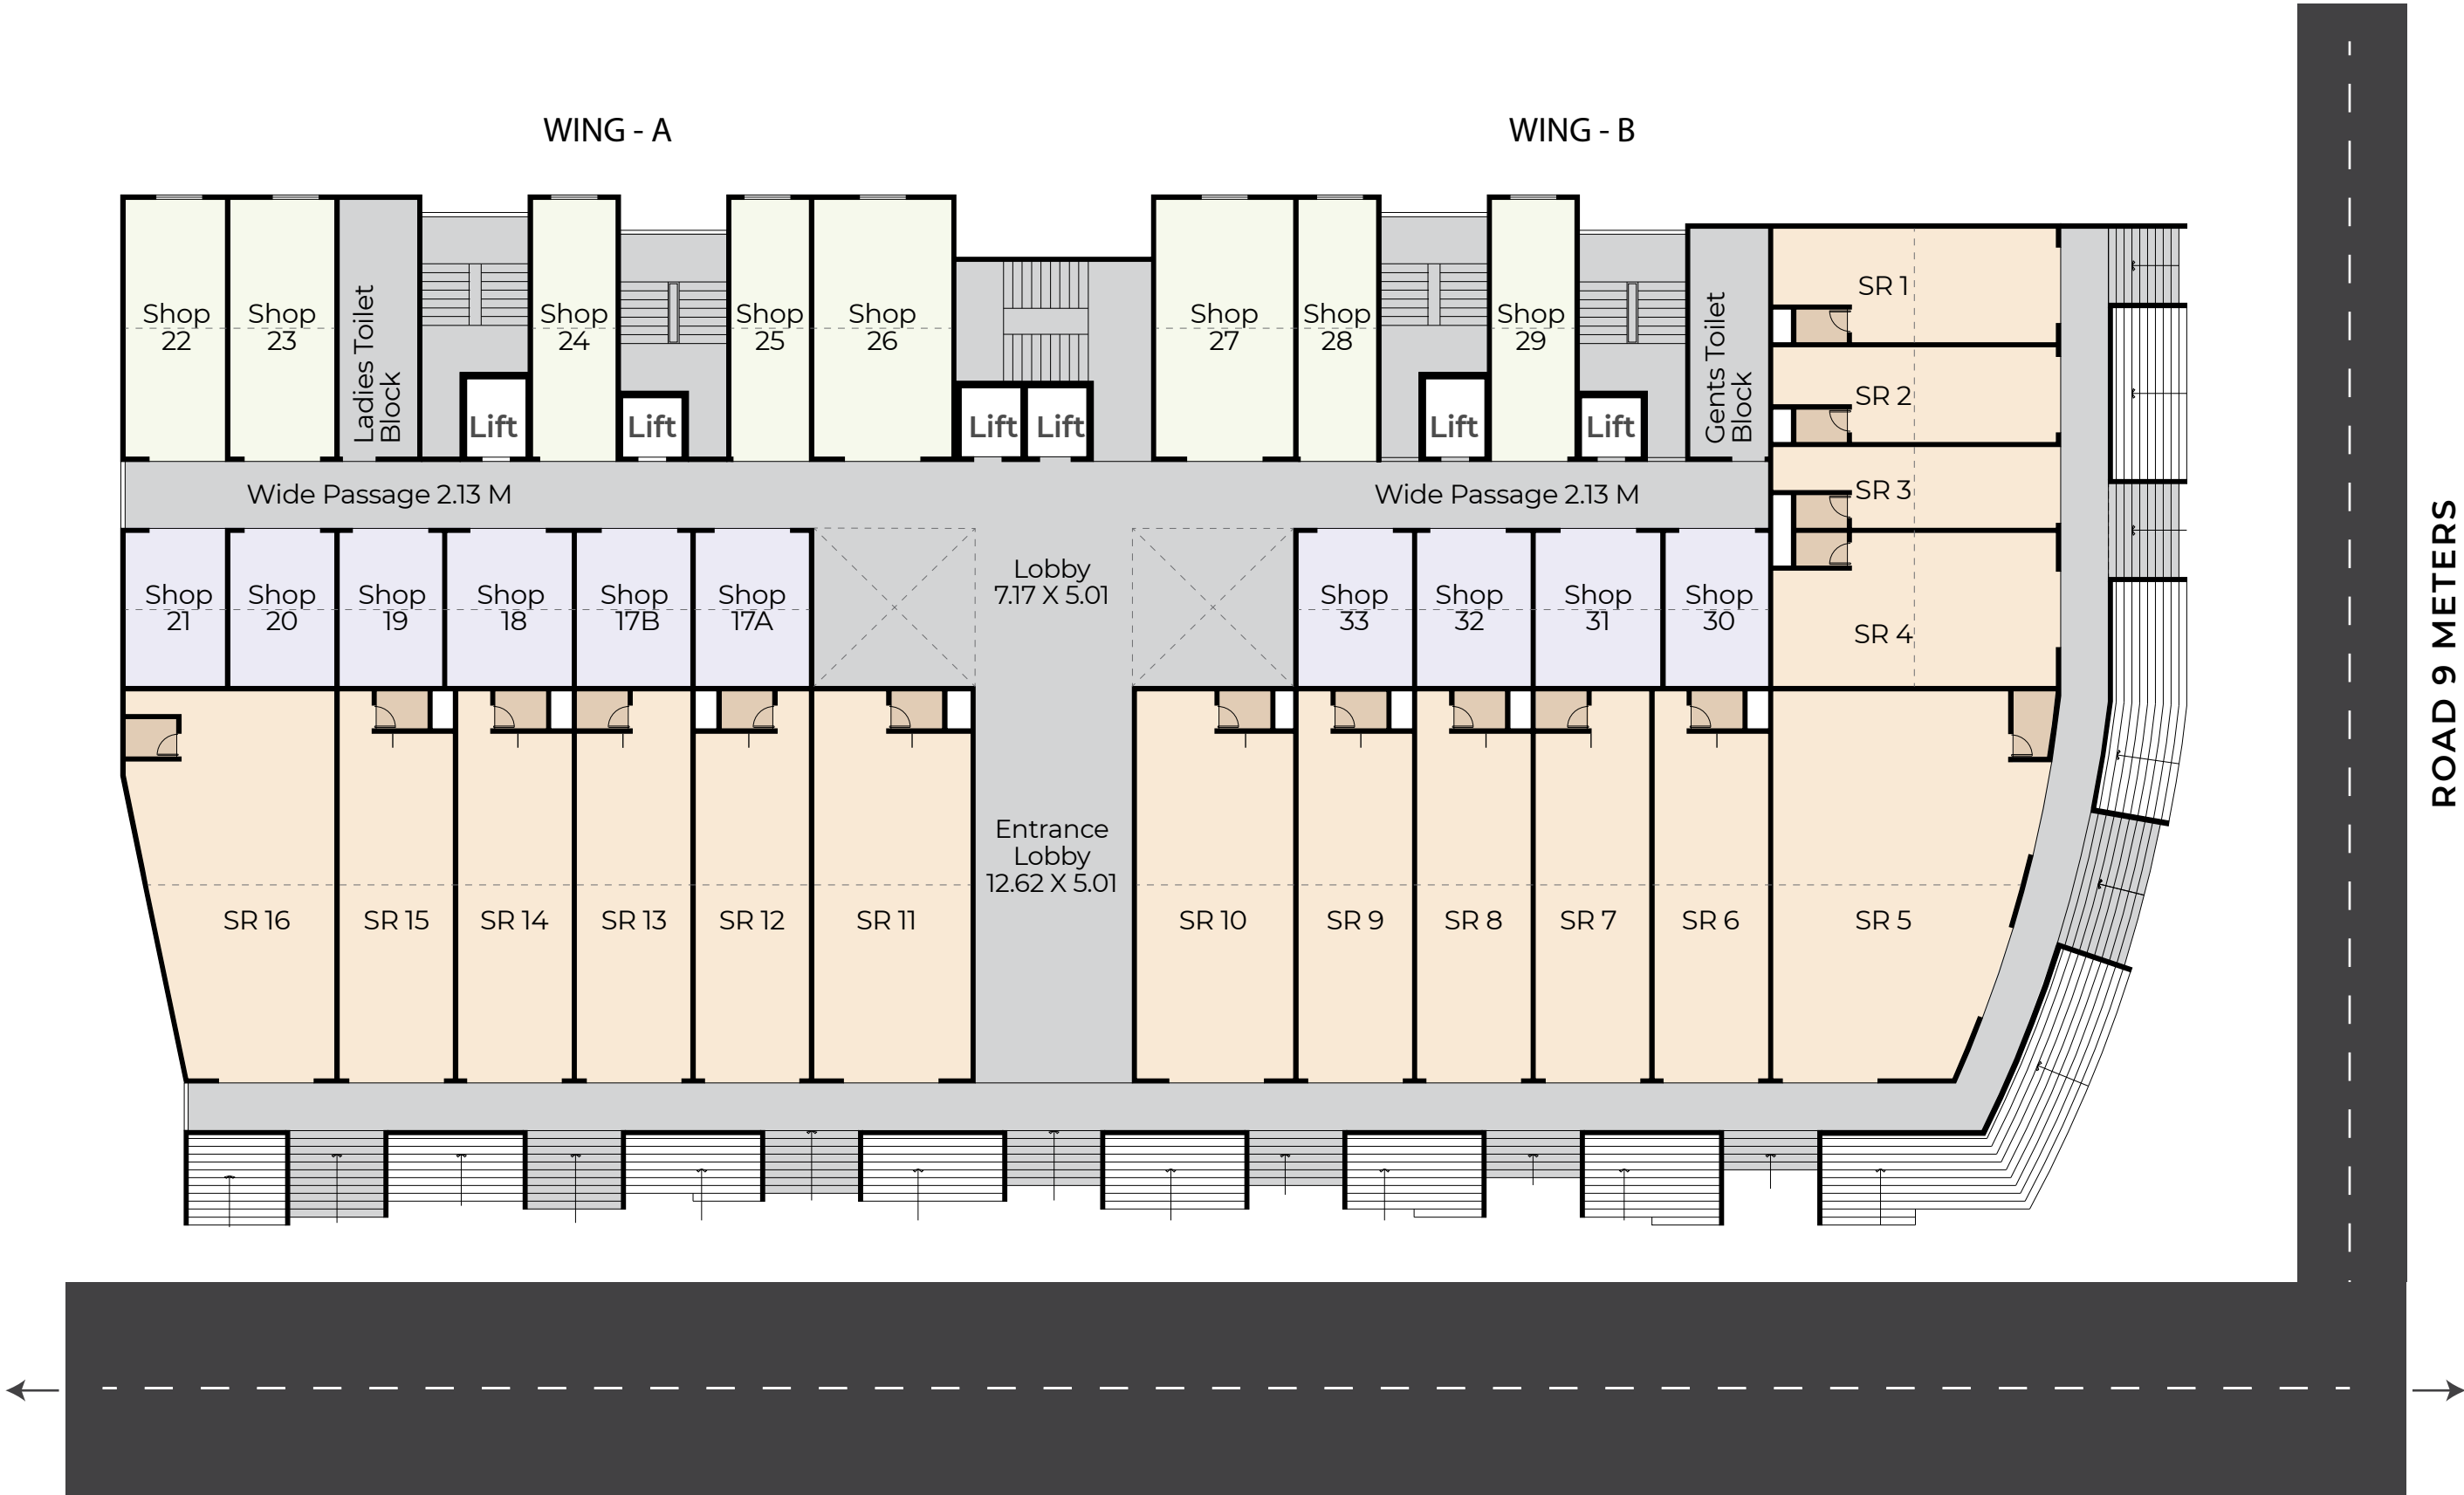 WING - A
WING - B
Shop
22
Shop
23
Ladies Toilet
Block
Lift
Shop
24
Lift
Shop
25
Shop
26
Lift
Lift
Shop
27
Shop
28
Lift
Shop
29
Lift
Gents Toilet
Block
SR 1
SR 2
SR 3
SR 4
Wide Passage 2.13 M
Wide Passage 2.13 M
Shop
21
Shop
20
Shop
19
Shop
18
Shop
17B
Shop
17A
Lobby
7.17 X 5.01
Shop
33
Shop
32
Shop
31
Shop
30
Entrance
Lobby
12.62 X 5.01
SR 16
SR 15
SR 14
SR 13
SR 12
SR 11
SR 10
SR 9
SR 8
SR 7
SR 6
SR 5
ROAD 9 METERS